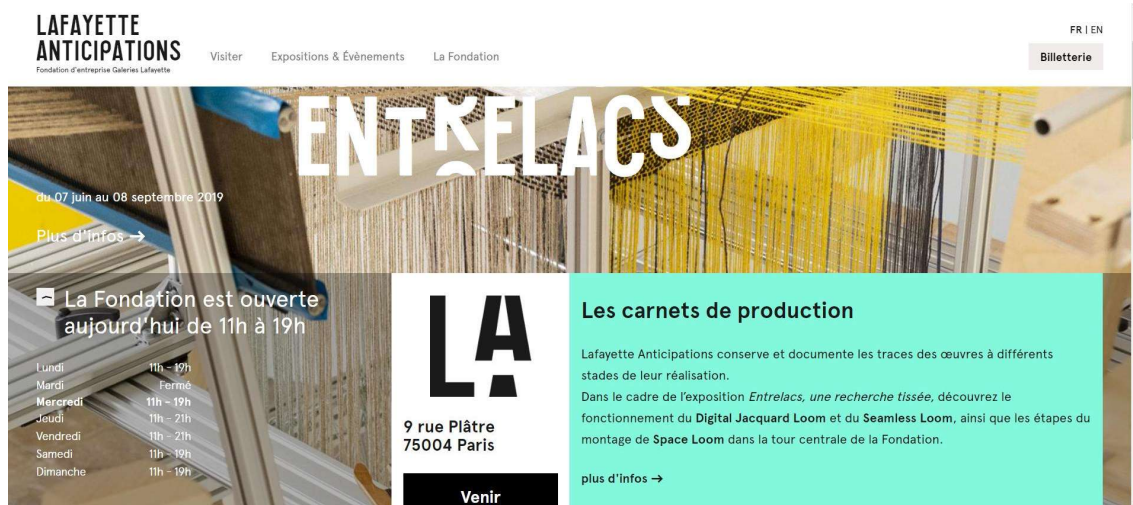 LAFAYETTE
ANTICIPATIONS
Fondation d'entreprise Galeries Lafayette
Visiter Expositions & Évènements La Fondation
FR | EN
Billetterie
ENTRELACS
du 07 juin au 08 septembre 2019
Plus d'infos →
La Fondation est ouverte
aujourd'hui de 11h à 19h
Lundi 11h - 19h
Mardi Fermé
Mercredi 11h - 19h
Jeudi 11h - 21h
Vendredi 11h - 21h
Samedi 11h - 19h
Dimanche 11h - 19h
LA
9 rue Plâtre
75004 Paris
Venir
Les carnets de production
Lafayette Anticipations conserve et documente les traces des œuvres à différents
stades de leur réalisation.
Dans le cadre de l'exposition Entrelacs, une recherche tissée, découvrez le
fonctionnement du Digital Jacquard Loom et du Seamless Loom, ainsi que les étapes du
montage de Space Loom dans la tour centrale de la Fondation.
plus d'infos →